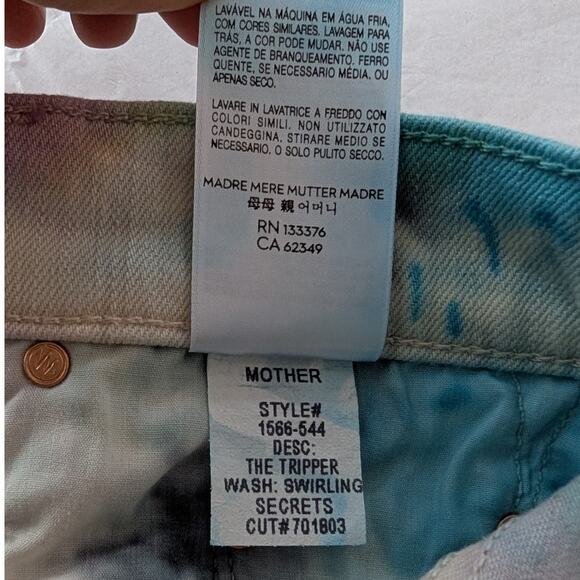 LAVÁVEL NA MÁQUINA EM ÁGUA FRIA,
COM CORES SIMILARES. LAVAGEM PARA
TRÁS, A COR PODE MUDAR. NÃO USE
AGENTE DE BRANQUEAMENTO. FERRO
QUENTE, SE NECESSARIO MÉDIA, OU
APENAS SECO.
LAVARE IN LAVATRICE A FREDDO CON
COLORI SIMILI. NON UTILIZZATO
CANDEGGINA. STIRARE MEDIO SE
NECESSARIO. O SOLO PULITO SECCO.
MADRE MERE MUTTER MADRE
母母 親 어머니
RN 133376
CA 62349
MOTHER
STYLE#
1566-544
DESC:
THE TRIPPER
WASH: SWIRLING
SECRETS
CUT# 701803